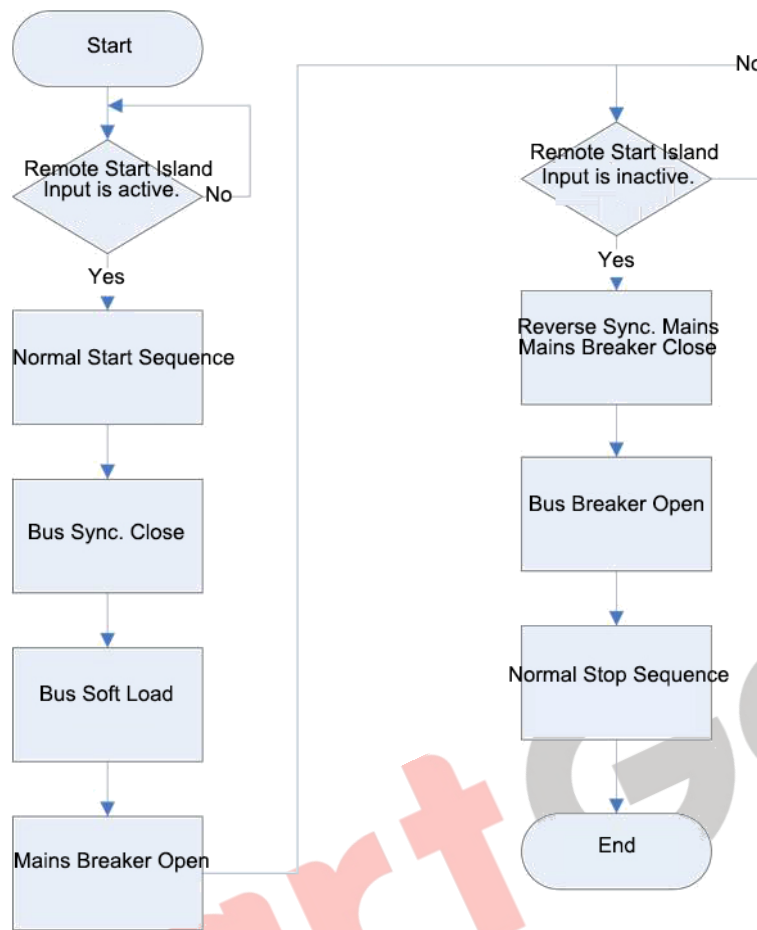 Start
Remote Start Island
Input is active.
No
Yes
Normal Start Sequence
Bus Sync. Close
Bus Soft Load
Mains Breaker Open
No
Remote Start Island
Input is inactive.
Yes
Reverse Sync. Mains
Mains Breaker Close
Bus Breaker Open
Normal Stop Sequence
End